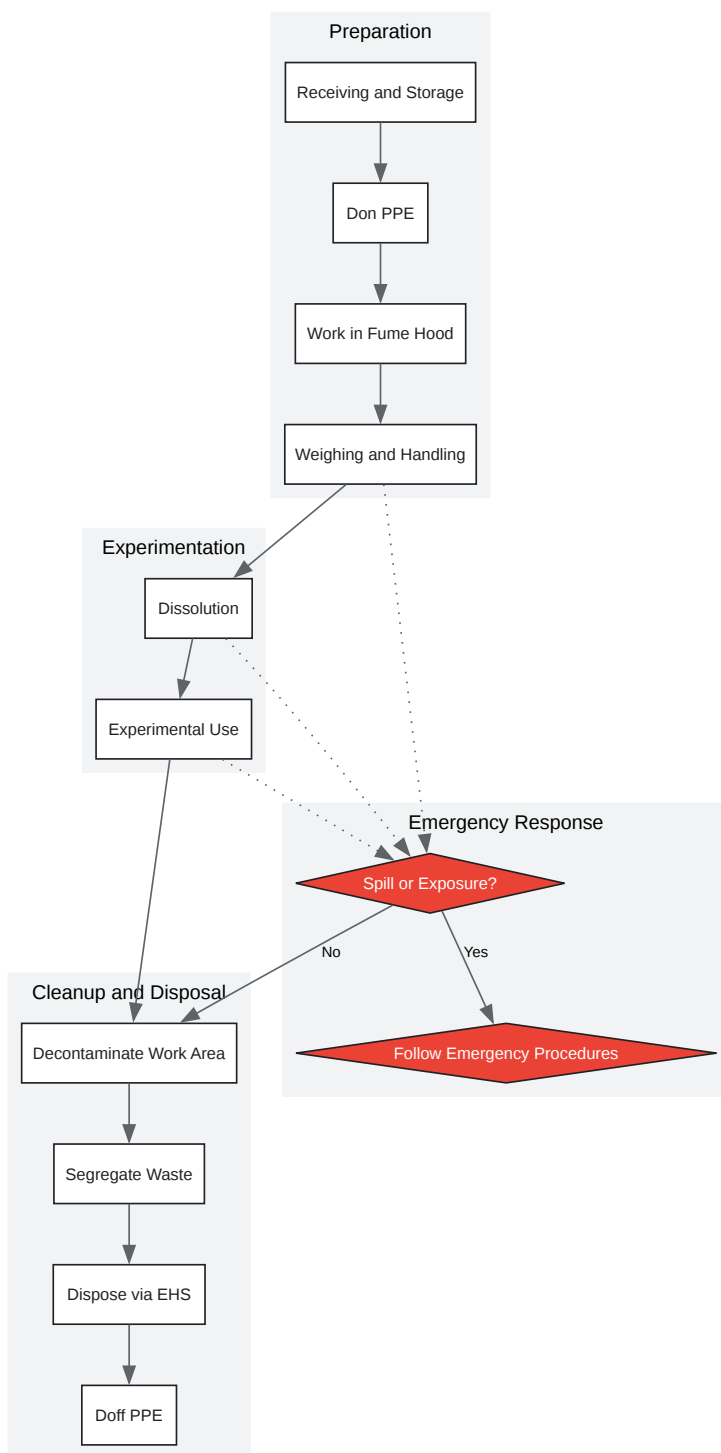 Preparation
Receiving and Storage
Don PPE
Work in Fume Hood
Weighing and Handling
Experimentation
Dissolution
Experimental Use
Emergency Response
Spill or Exposure?
No
Yes
Follow Emergency Procedures
Cleanup and Disposal
Decontaminate Work Area
Segregate Waste
Dispose via EHS
Doff PPE